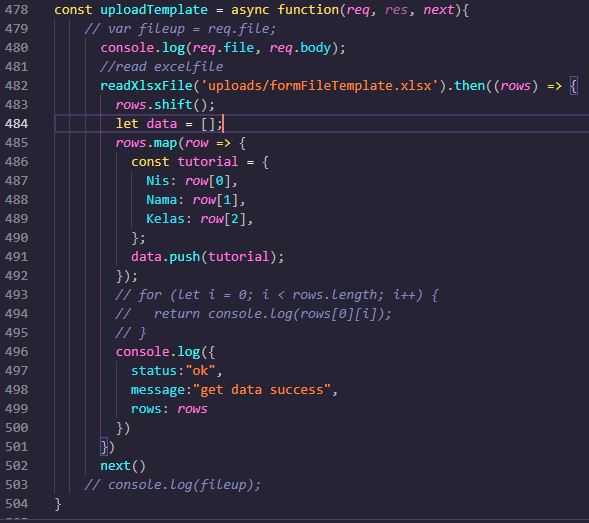 478 const uploadTemplate = async function(req, res, next){
479     // var fileup = req.file;
480       console.log(req.file, req.body);
481       //read excelfile
482       readXlsxFile('uploads/formFileTemplate.xlsx').then((rows) => {
483         rows.shift();
484         let data = [];
485         rows.map(row => {
486           const tutorial = {
487             Nis: row[0],
488             Nama: row[1],
489             Kelas: row[2],
490           };
491           data.push(tutorial);
492         });
493         // for (let i = 0; i < rows.length; i++) {
494         //   return console.log(rows[0][i]);
495         // }
496         console.log({
497           status:"ok",
498           message:"get data success",
499           rows: rows
500         })
501       })
502       next()
503     // console.log(fileup);
504 }